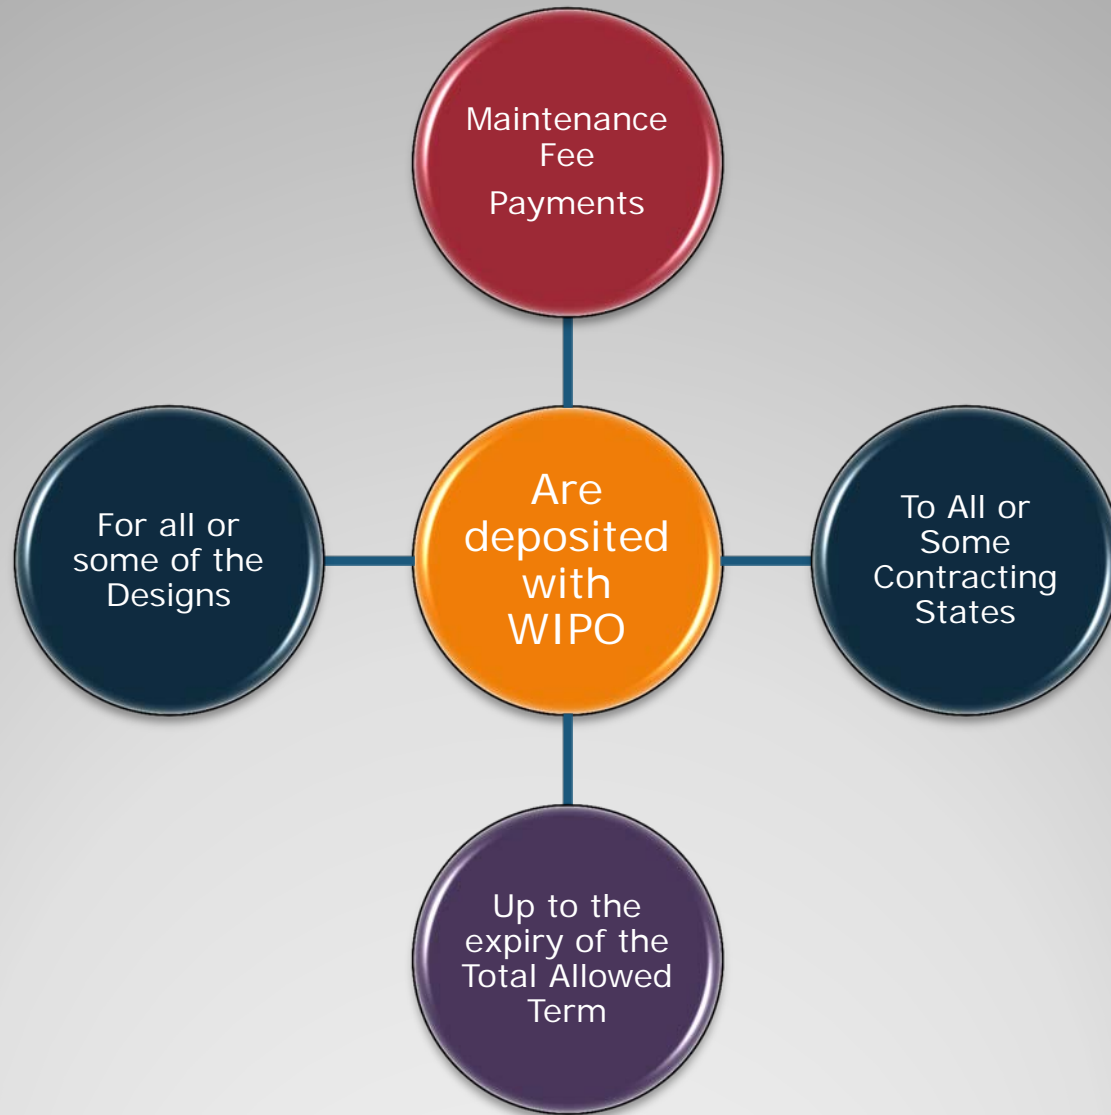 Maintenance
Fee
Payments
For all or
some of the
Designs
Are
deposited
with
WIPO
To All or
Some
Contracting
States
Up to the
expiry of the
Total Allowed
Term